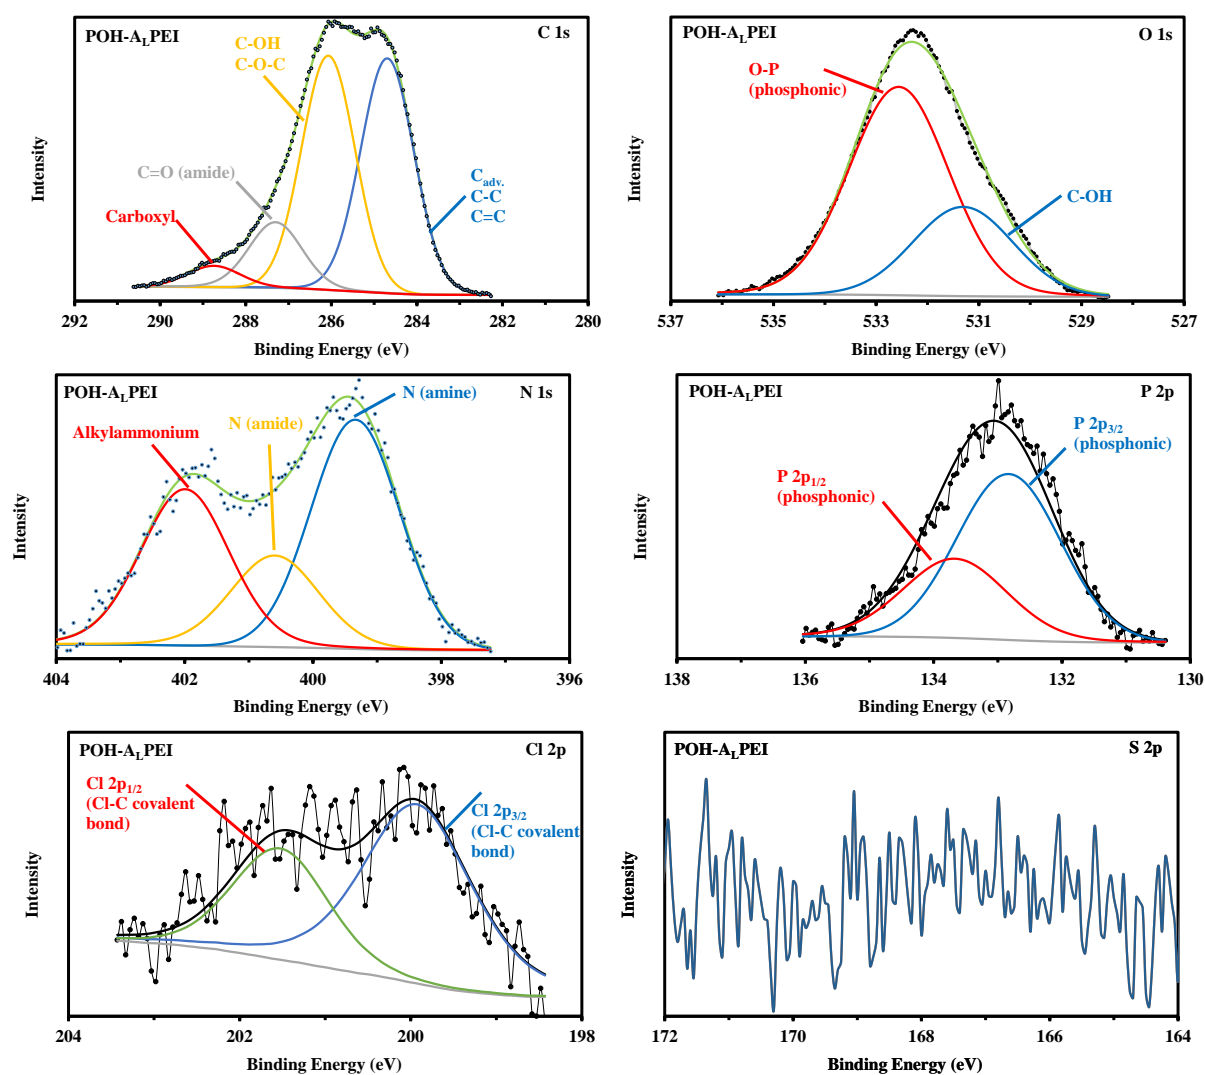 POH-ALPEI
C 1s
C-OH
C-O-C
C=O (amide)
Carboxyl
Cadv.
C-C
C=C
Intensity
292 290 288 286 284 282 280
Binding Energy (eV)
POH-ALPEI
O 1s
O-P
(phosphonic)
C-OH
Intensity
537 535 533 531 529 527
Binding Energy (eV)
POH-ALPEI
N 1s
Alkylammonium
N (amide)
N (amine)
Intensity
404 402 400 398 396
Binding Energy (eV)
POH-ALPEI
P 2p
P 2p3/2
(phosphonic)
P 2p1/2
(phosphonic)
Intensity
138 136 134 132 130
Binding Energy (eV)
POH-ALPEI
Cl 2p
Cl 2p1/2
(Cl-C covalent
bond)
Cl 2p3/2
(Cl-C covalent
bond)
Intensity
204 202 200 198
Binding Energy (eV)
POH-ALPEI
S 2p
Intensity
172 170 168 166 164
Binding Energy (eV)